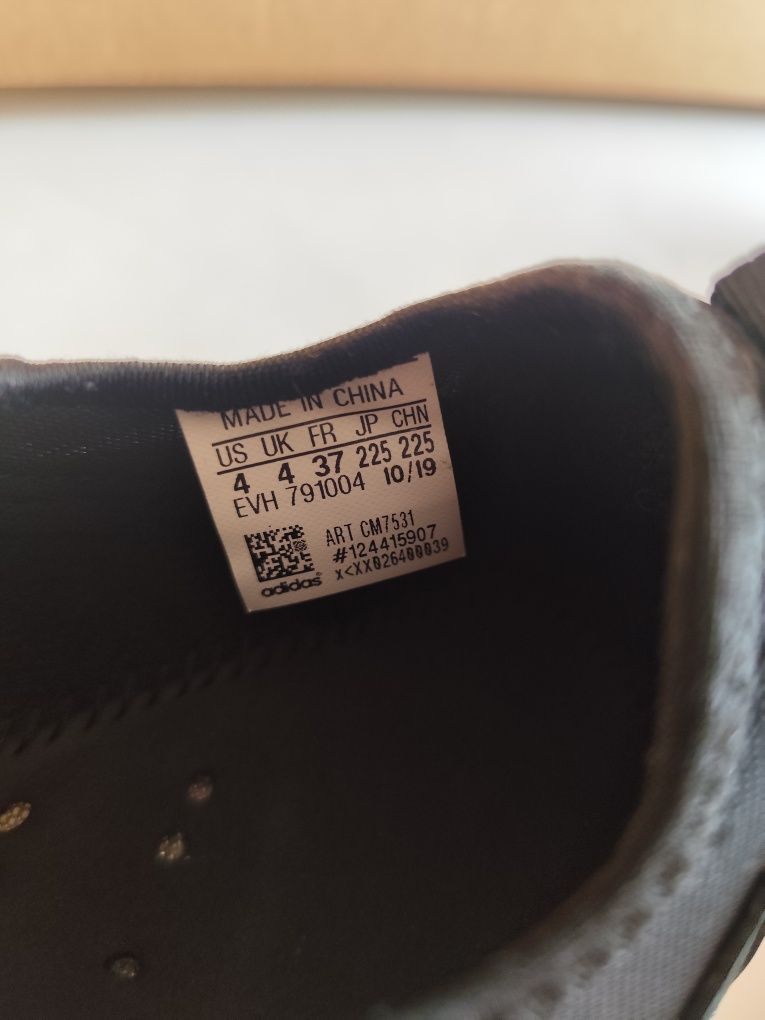 MADE IN CHINA
US UK FR JP CHN
4 4 37 225 225
EVH 791004 10/19
ART CM7531
#124415907
X<XX026400039
adidas